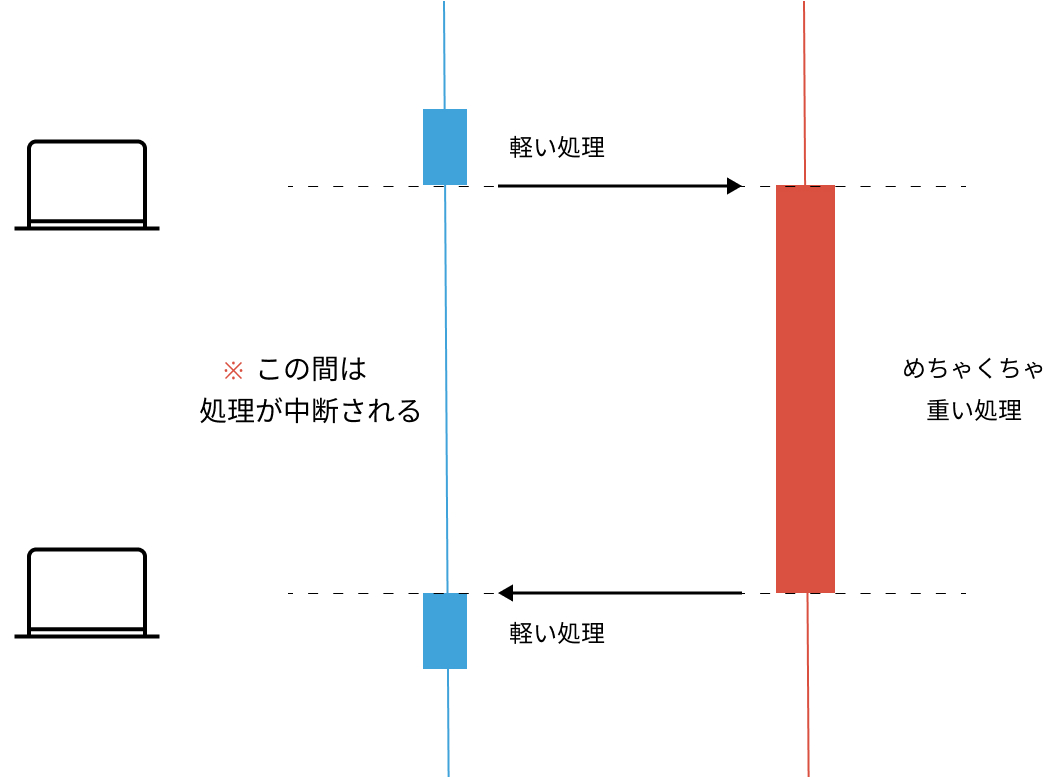 軽い処理
※ この間は
処理が中断される
めちゃくちゃ
重い処理
軽い処理